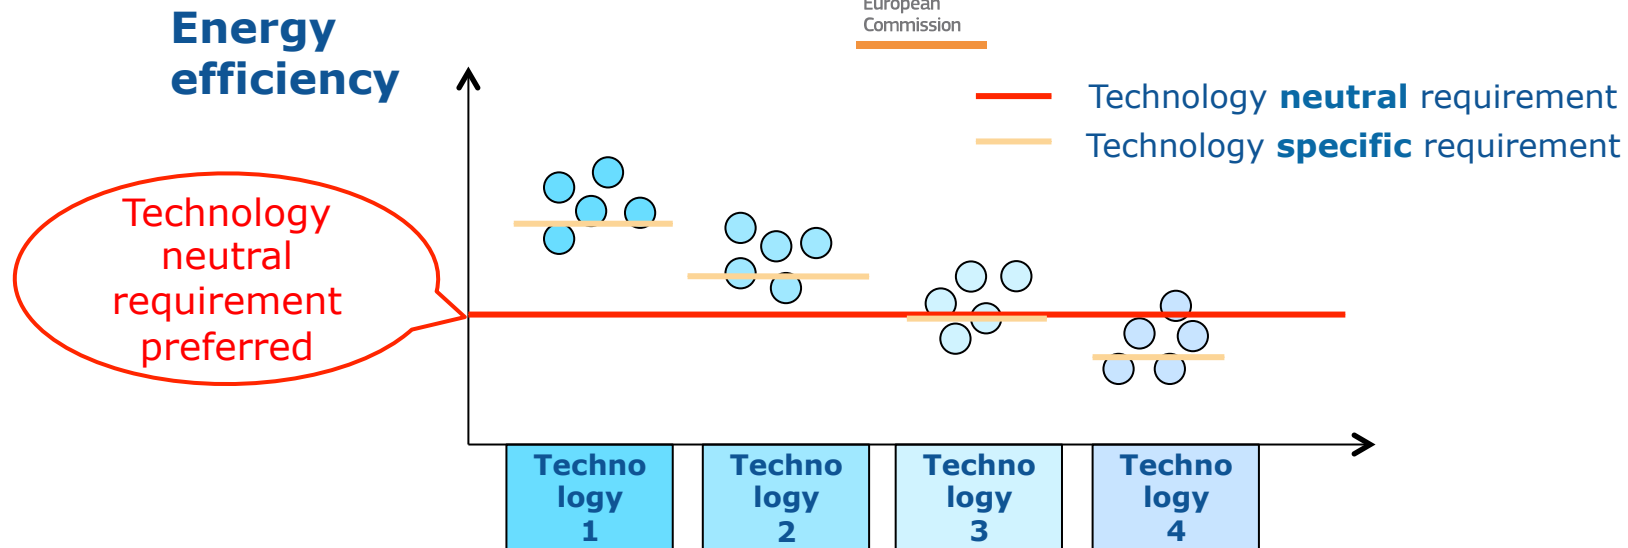 European
Commission
Energy
efficiency
Technology neutral requirement
Technology specific requirement
Technology
neutral
requirement
preferred
Techno
logy
1
Techno
logy
2
Techno
logy
3
Techno
logy
4